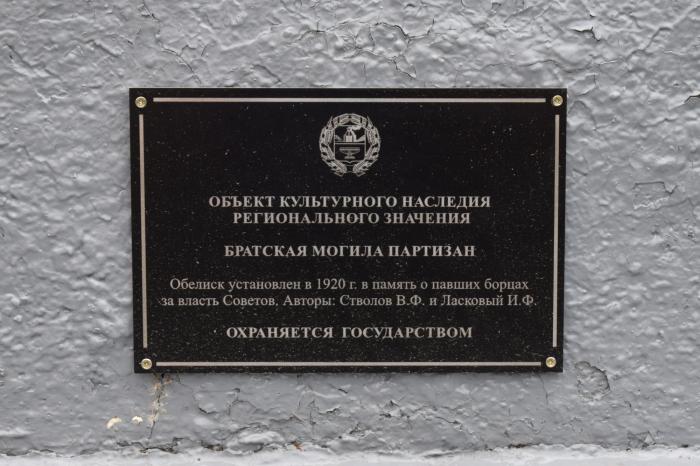 ОБЪЕКТ КУЛЬТУРНОГО НАСЛЕДИЯ
РЕГИОНАЛЬНОГО ЗНАЧЕНИЯ
БРАТСКАЯ МОГИЛА ПАРТИЗАН
Обелиск установлен в 1920 г. в память о павших борцах
за власть Советов. Авторы: Стволов В.Ф. и Ласковый И.Ф.
ОХРАНЯЕТСЯ ГОСУДАРСТВОМ